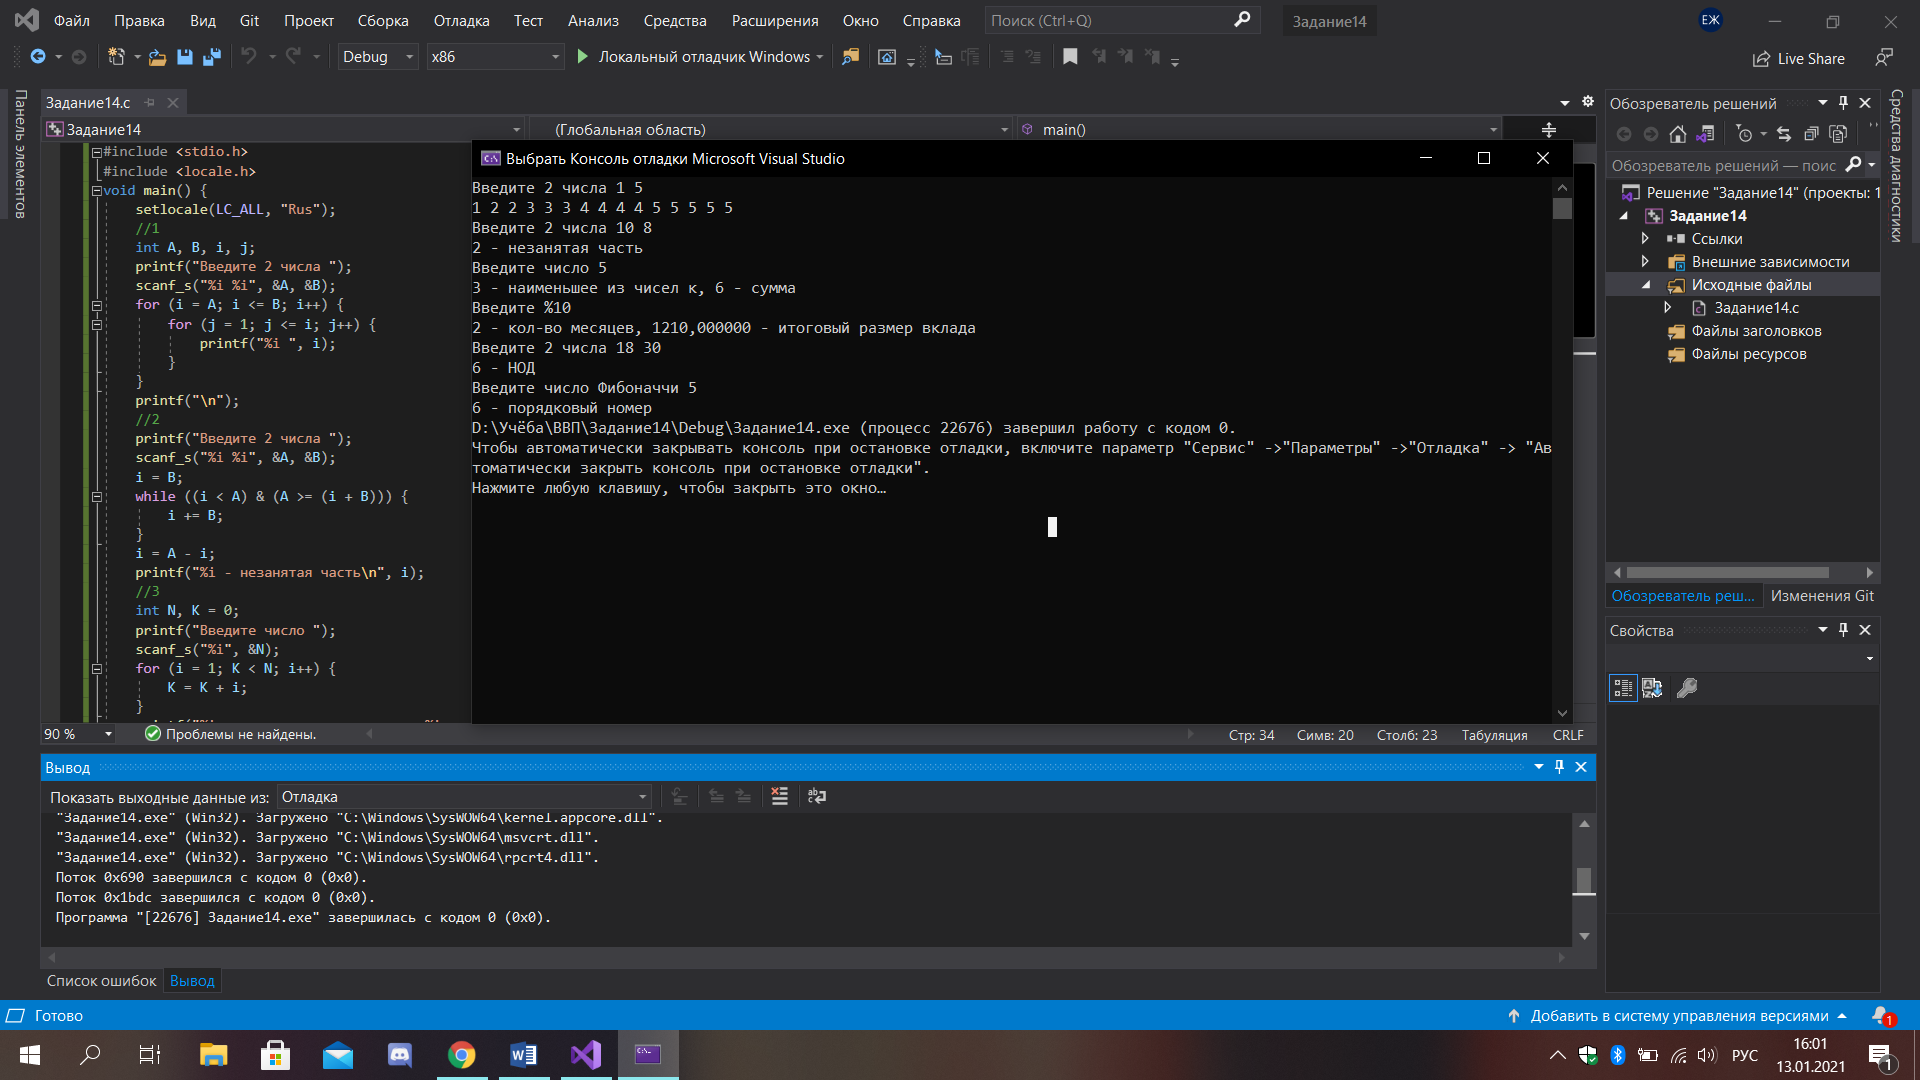 Файл Правка Вид Git Проект Сборка Отладка Тест Анализ Средства Расширения Окно Справка Поиск (Ctrl+Q) Задание14 ЕЖ
Debug x86 Локальный отладчик Windows Live Share
Панель элементов
Задание14.c
Задание14 (Глобальная область) main()
#include <stdio.h>
#include <locale.h>
void main() {
setlocale(LC_ALL, "Rus");
//1
int A, B, i, j;
printf("Введите 2 числа ");
scanf_s("%i %i", &A, &B);
for (i = A; i <= B; i++) {
for (j = 1; j <= i; j++) {
printf("%i ", i);
}
}
printf("\n");
//2
printf("Введите 2 числа ");
scanf_s("%i %i", &A, &B);
i = B;
while ((i < A) & (A >= (i + B))) {
i += B;
}
i = A - i;
printf("%i - незанятая часть\n", i);
//3
int N, K = 0;
printf("Введите число ");
scanf_s("%i", &N);
for (i = 1; K < N; i++) {
K = K + i;
}
Выбрать Консоль отладки Microsoft Visual Studio
Введите 2 числа 1 5
1 2 2 3 3 3 4 4 4 4 5 5 5 5 5
Введите 2 числа 10 8
2 - незанятая часть
Введите число 5
3 - наименьшее из чисел к, 6 - сумма
Введите %10
2 - кол-во месяцев, 1210,000000 - итоговый размер вклада
Введите 2 числа 18 30
6 - НОД
Введите число Фибоначчи 5
6 - порядковый номер
D:\Учёба\ВВП\Задание14\Debug\Задание14.exe (процесс 22676) завершил работу с кодом 0.
Чтобы автоматически закрывать консоль при остановке отладки, включите параметр "Сервис" ->"Параметры" ->"Отладка" -> "Ав
томатически закрыть консоль при остановке отладки".
Нажмите любую клавишу, чтобы закрыть это окно…
90 % Проблемы не найдены. Стр: 34 Симв: 20 Столб: 23 Табуляция CRLF
Вывод
Показать выходные данные из: Отладка
"Задание14.exe" (Win32). Загружено "C:\Windows\SysWOW64\kernel.appcore.dll".
"Задание14.exe" (Win32). Загружено "C:\Windows\SysWOW64\msvcrt.dll".
"Задание14.exe" (Win32). Загружено "C:\Windows\SysWOW64\rpcrt4.dll".
Поток 0x690 завершился с кодом 0 (0x0).
Поток 0x1bdc завершился с кодом 0 (0x0).
Программа "[22676] Задание14.exe" завершилась с кодом 0 (0x0).
Список ошибок Вывод
Обозреватель решений
Обозреватель решений — поис
Решение "Задание14" (проекты: 1
Задание14
Ссылки
Внешние зависимости
Исходные файлы
Задание14.c
Файлы заголовков
Файлы ресурсов
Обозреватель реш... Изменения Git
Свойства
Средства диагностики
Готово Добавить в систему управления версиями 1
РУС 16:01
13.01.2021
1